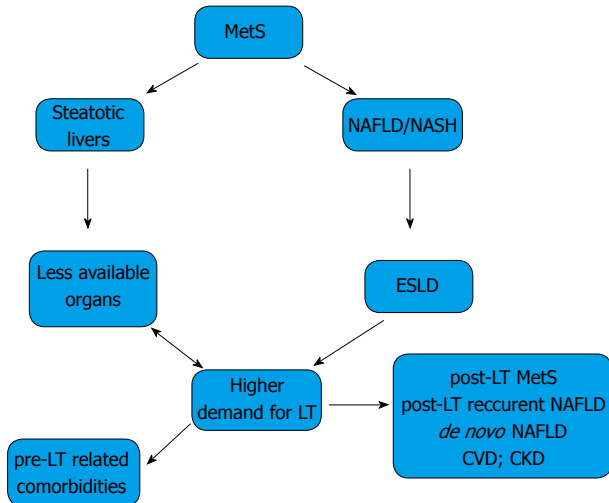 MetS
Steatotic
livers
NAFLD/NASH
Less available
organs
ESLD
Higher
demand for LT
post-LT MetS
post-LT reccurent NAFLD
de novo NAFLD
CVD; CKD
pre-LT related
comorbidities